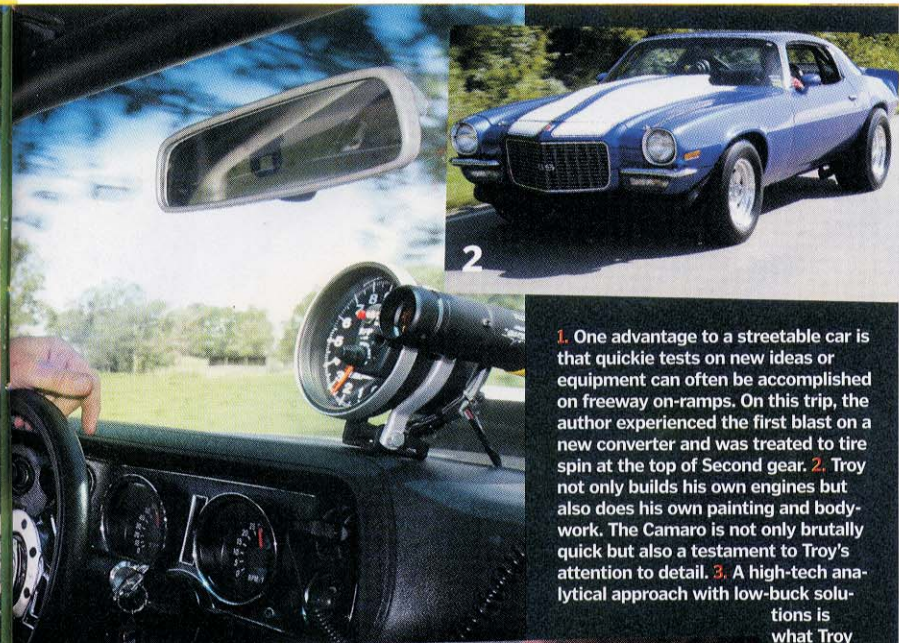 2
1. One advantage to a streetable car is
that quickie tests on new ideas or
equipment can often be accomplished
on freeway on-ramps. On this trip, the
author experienced the first blast on a
new converter and was treated to tire
spin at the top of Second gear. 2. Troy
not only builds his own engines but
also does his own painting and body-
work. The Camaro is not only brutally
quick but also a testament to Troy's
attention to detail. 3. A high-tech ana-
lytical approach with low-buck solu-
tions is
what Troy